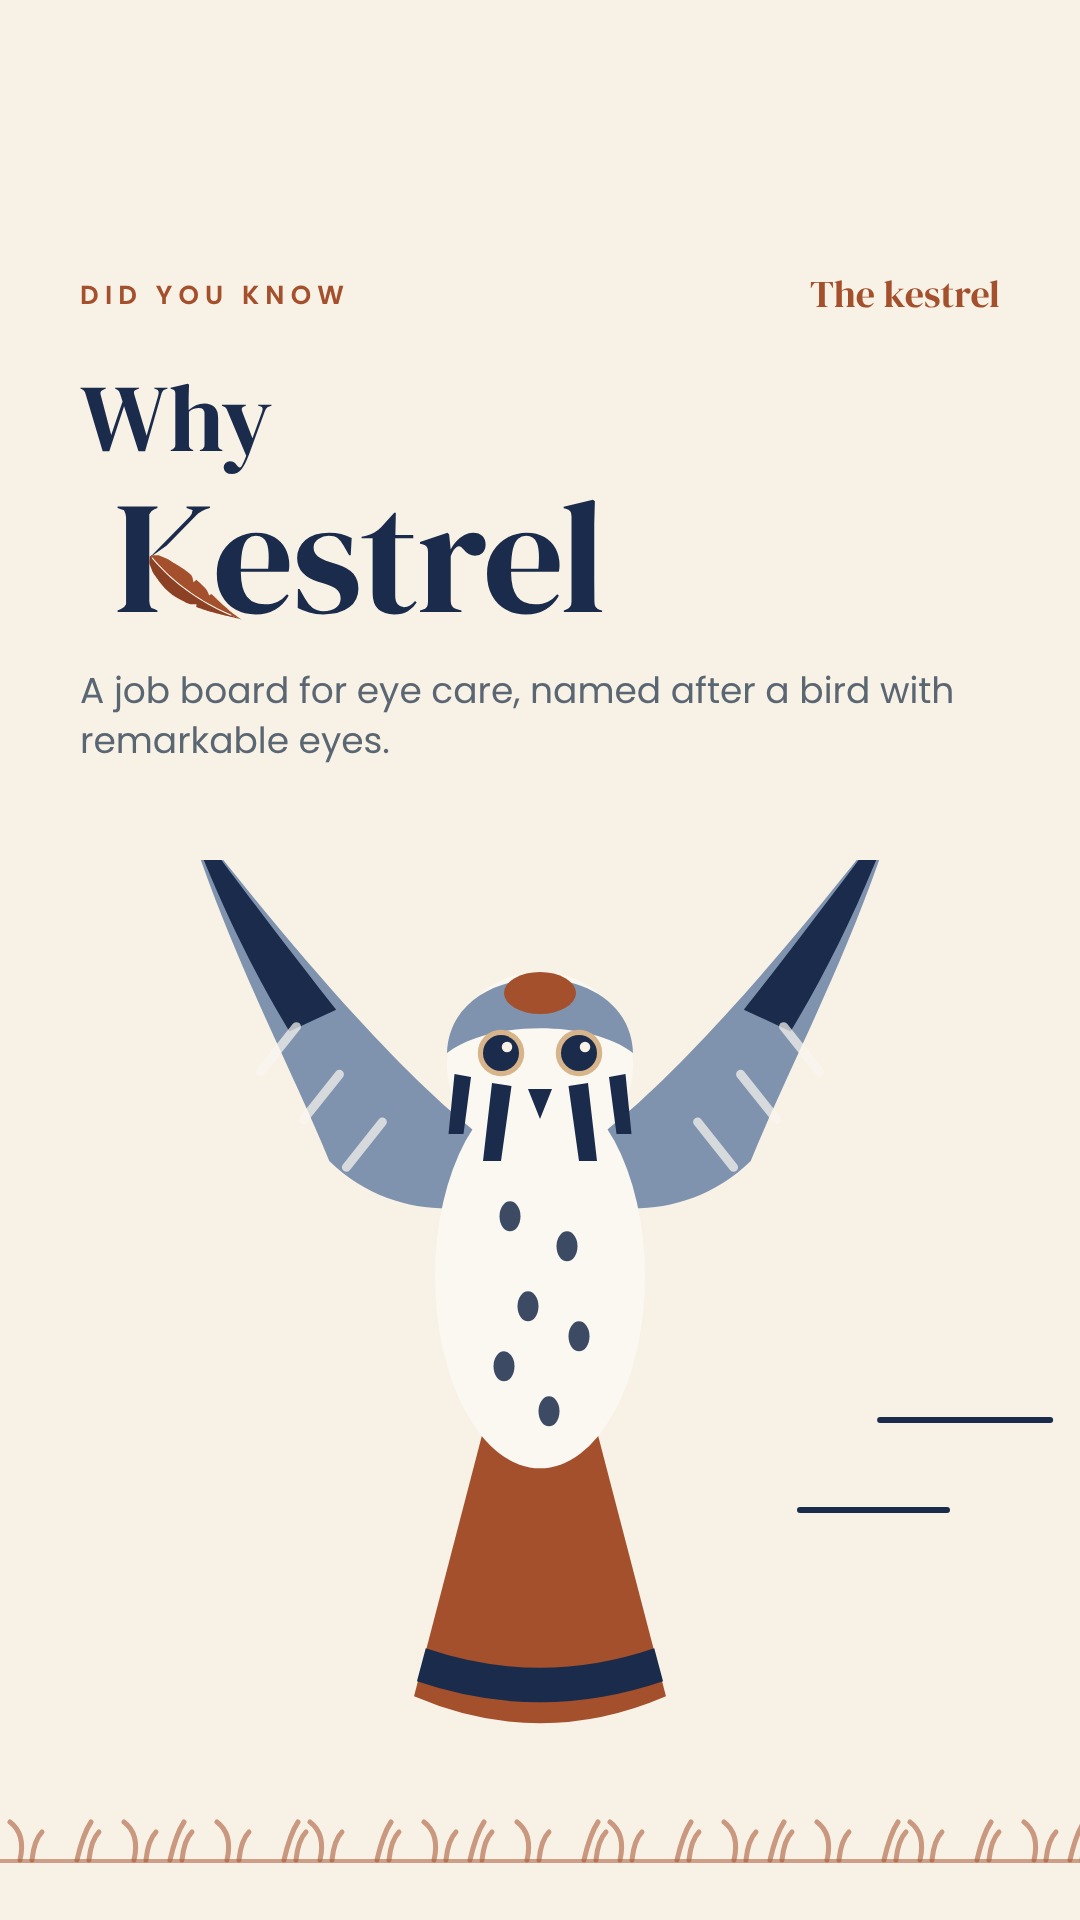 DID YOU KNOW
The kestrel
Why
Kestrel
A job board for eye care, named after a bird with
remarkable eyes.